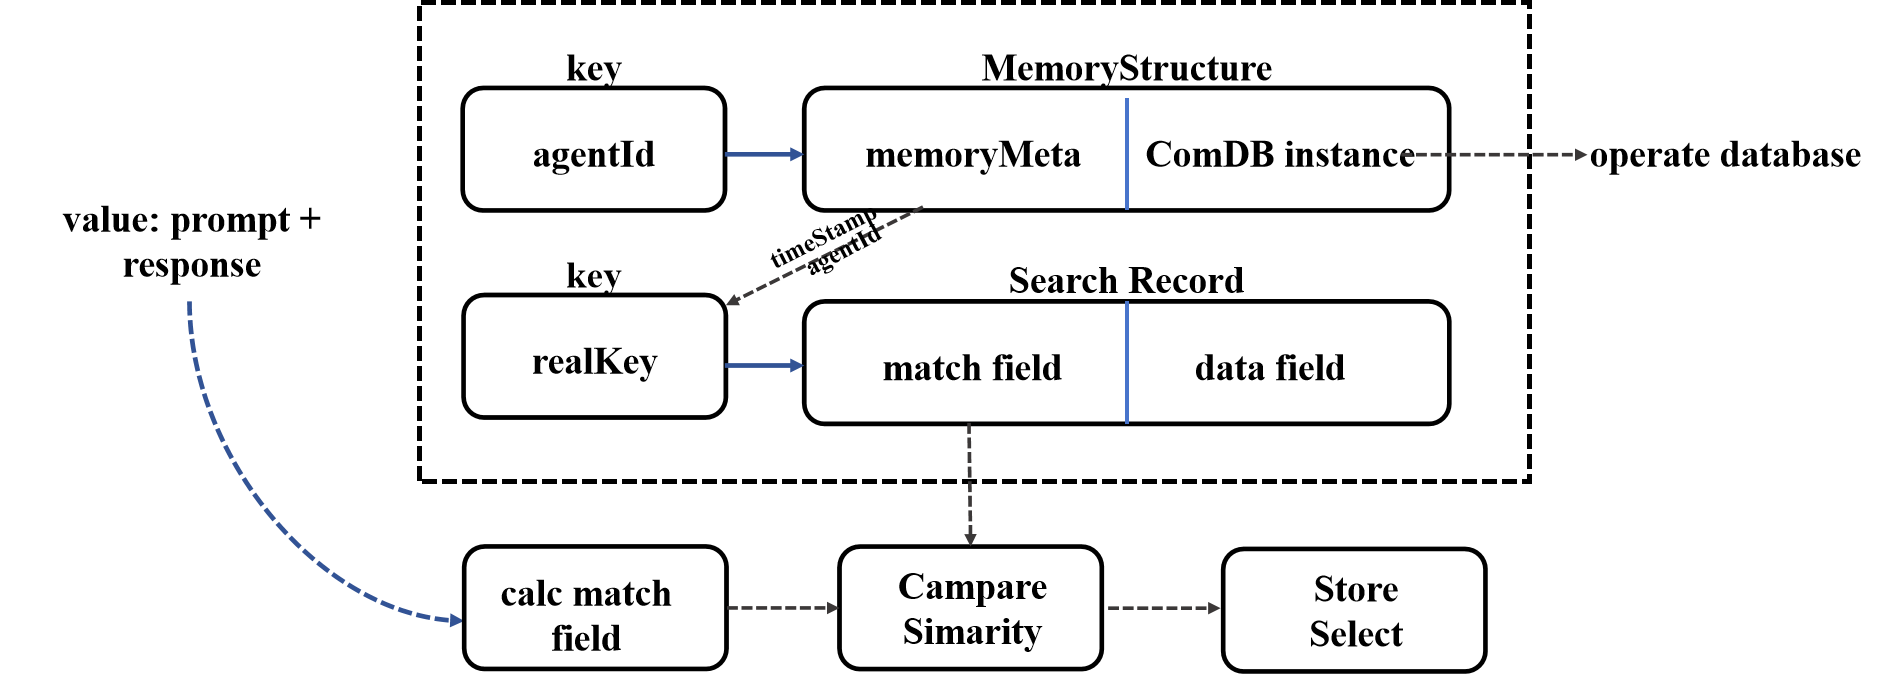 key
MemoryStructure
agentId
memoryMeta
ComDB instance
operate database
value: prompt +
response
timeStamp
agentId
key
Search Record
realKey
match field
data field
calc match
field
Campare
Simarity
Store
Select